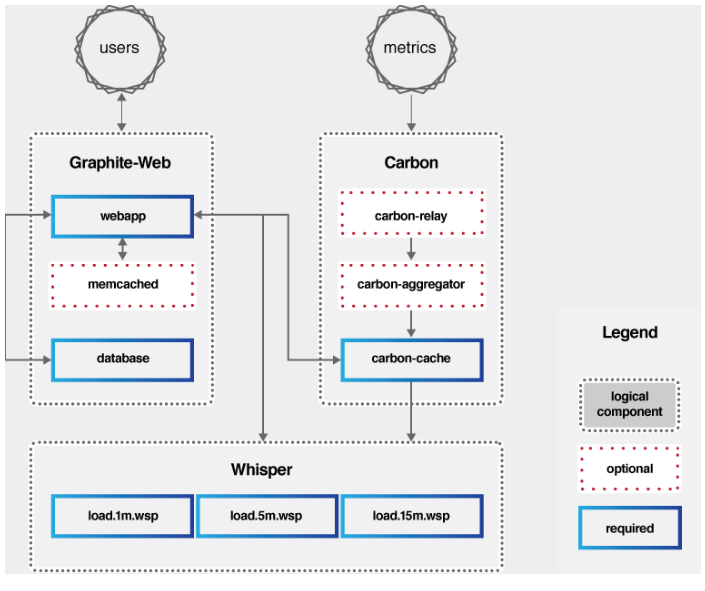 users
metrics
Graphite-Web
Carbon
webapp
carbon-relay
memcached
carbon-aggregator
database
carbon-cache
Whisper
load.1m.wsp
load.5m.wsp
load.15m.wsp
Legend
logical
component
optional
required